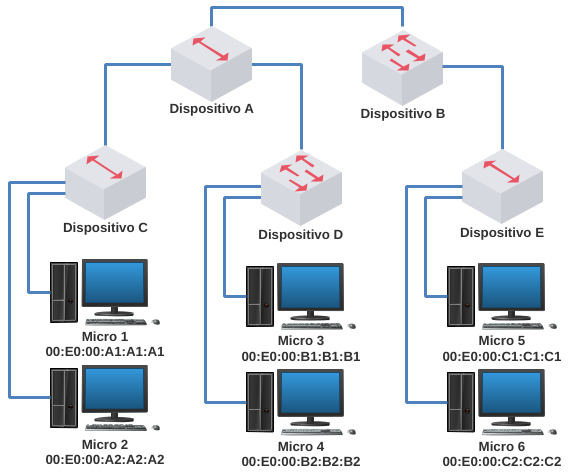 Dispositivo A
Dispositivo B
Dispositivo C
Dispositivo D
Dispositivo E
Micro 1
00:E0:00:A1:A1:A1
Micro 3
00:E0:00:B1:B1:B1
Micro 5
00:E0:00:C1:C1:C1
Micro 2
00:E0:00:A2:A2:A2
Micro 4
00:E0:00:B2:B2:B2
Micro 6
00:E0:00:C2:C2:C2